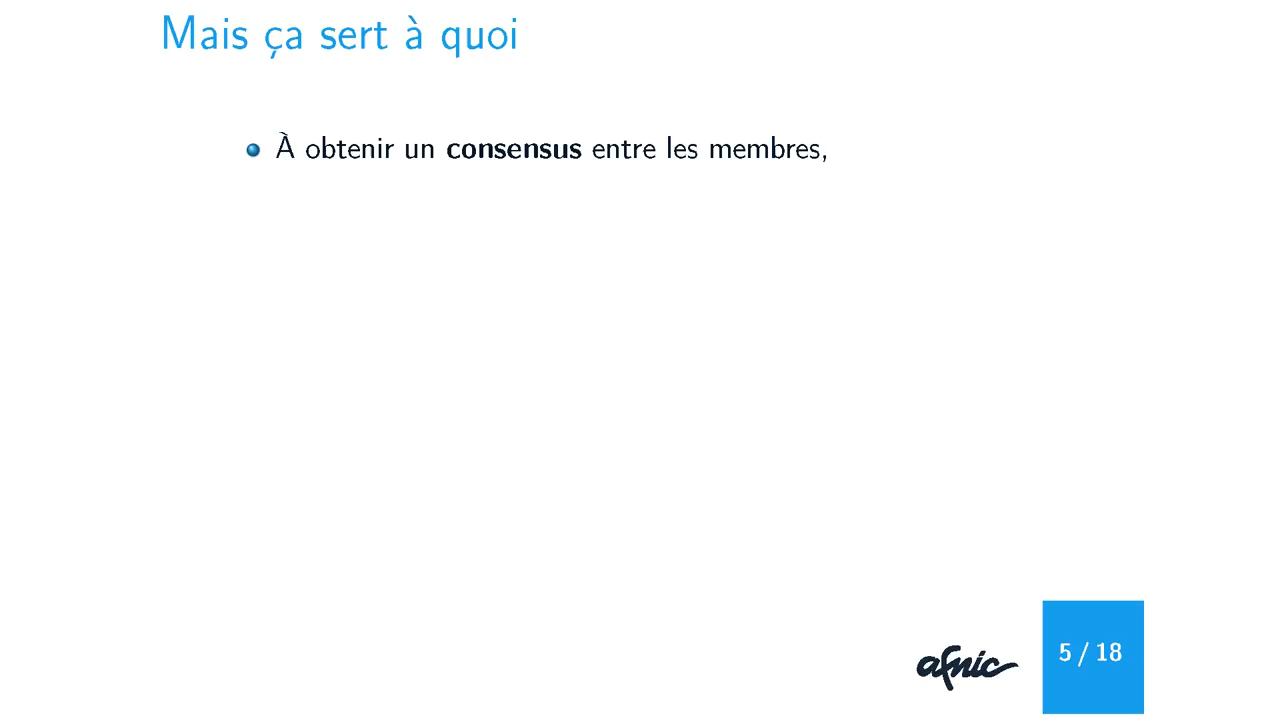 Mais ça sert à quoi
À obtenir un consensus entre les membres,
afnic
5 / 18